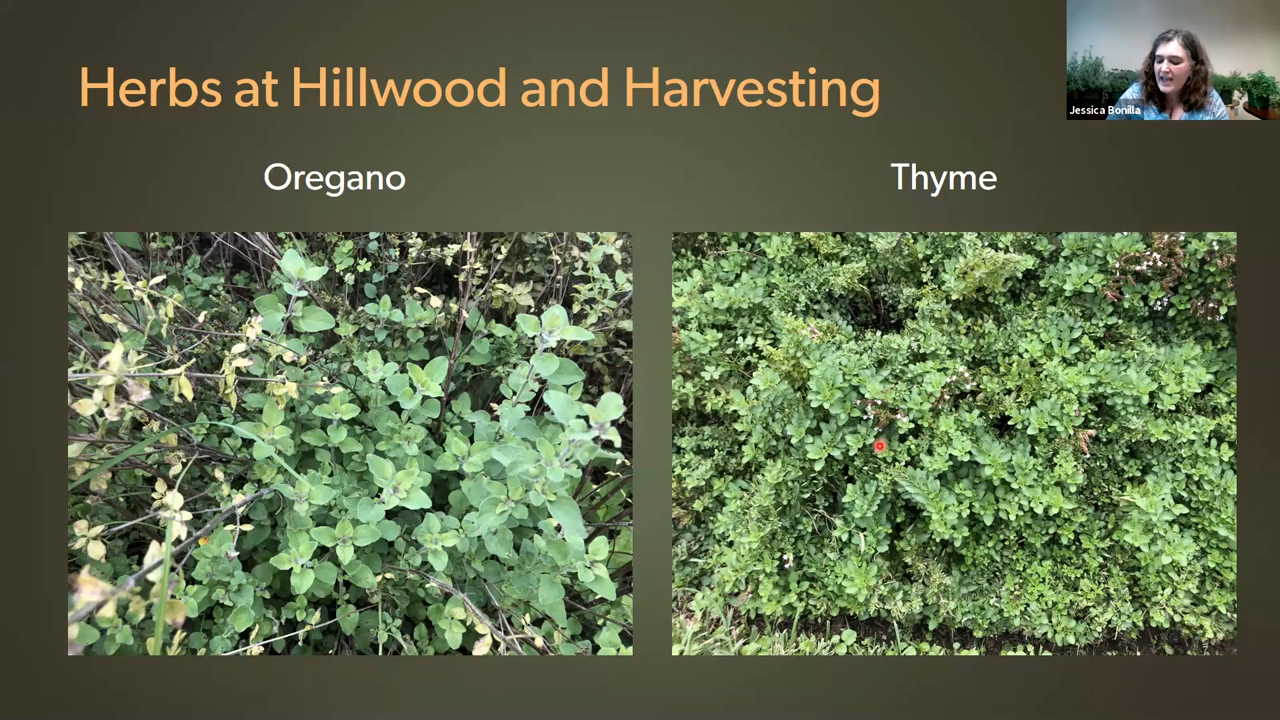 Herbs at Hillwood and Harvesting
Jessica Bonilla
Oregano
Thyme